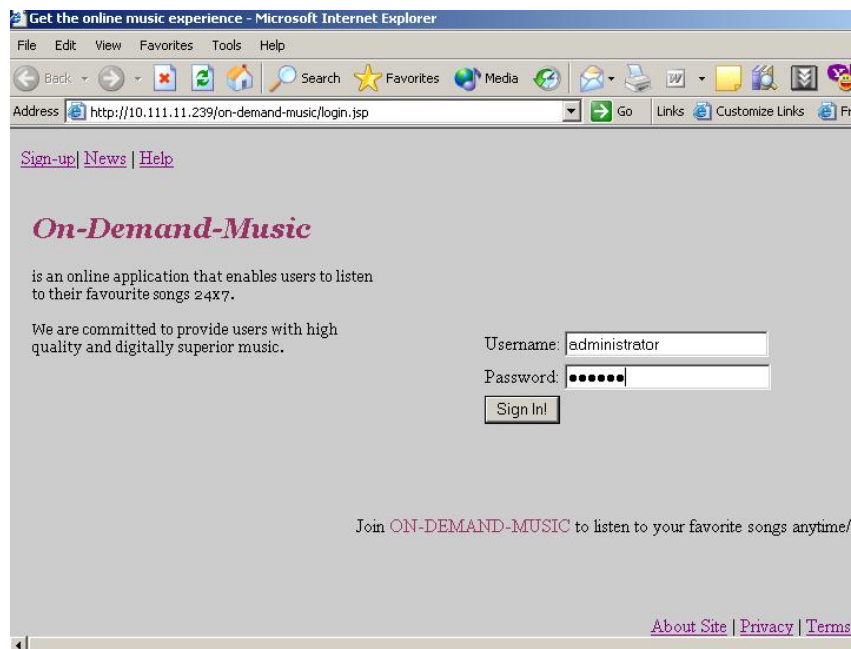 Get the online music experience - Microsoft Internet Explorer
File Edit View Favorites Tools Help
Back Search Favorites Media
Address http://10.111.11.239/on-demand-music/login.jsp Go Links Customize Links
Sign-up| News | Help
On-Demand-Music
is an online application that enables users to listen
to their favourite songs 24x7.
We are committed to provide users with high
quality and digitally superior music.
Username: administrator
Password: ●●●●●●
Sign In!
Join ON-DEMAND-MUSIC to listen to your favorite songs anytime/
About Site | Privacy | Terms